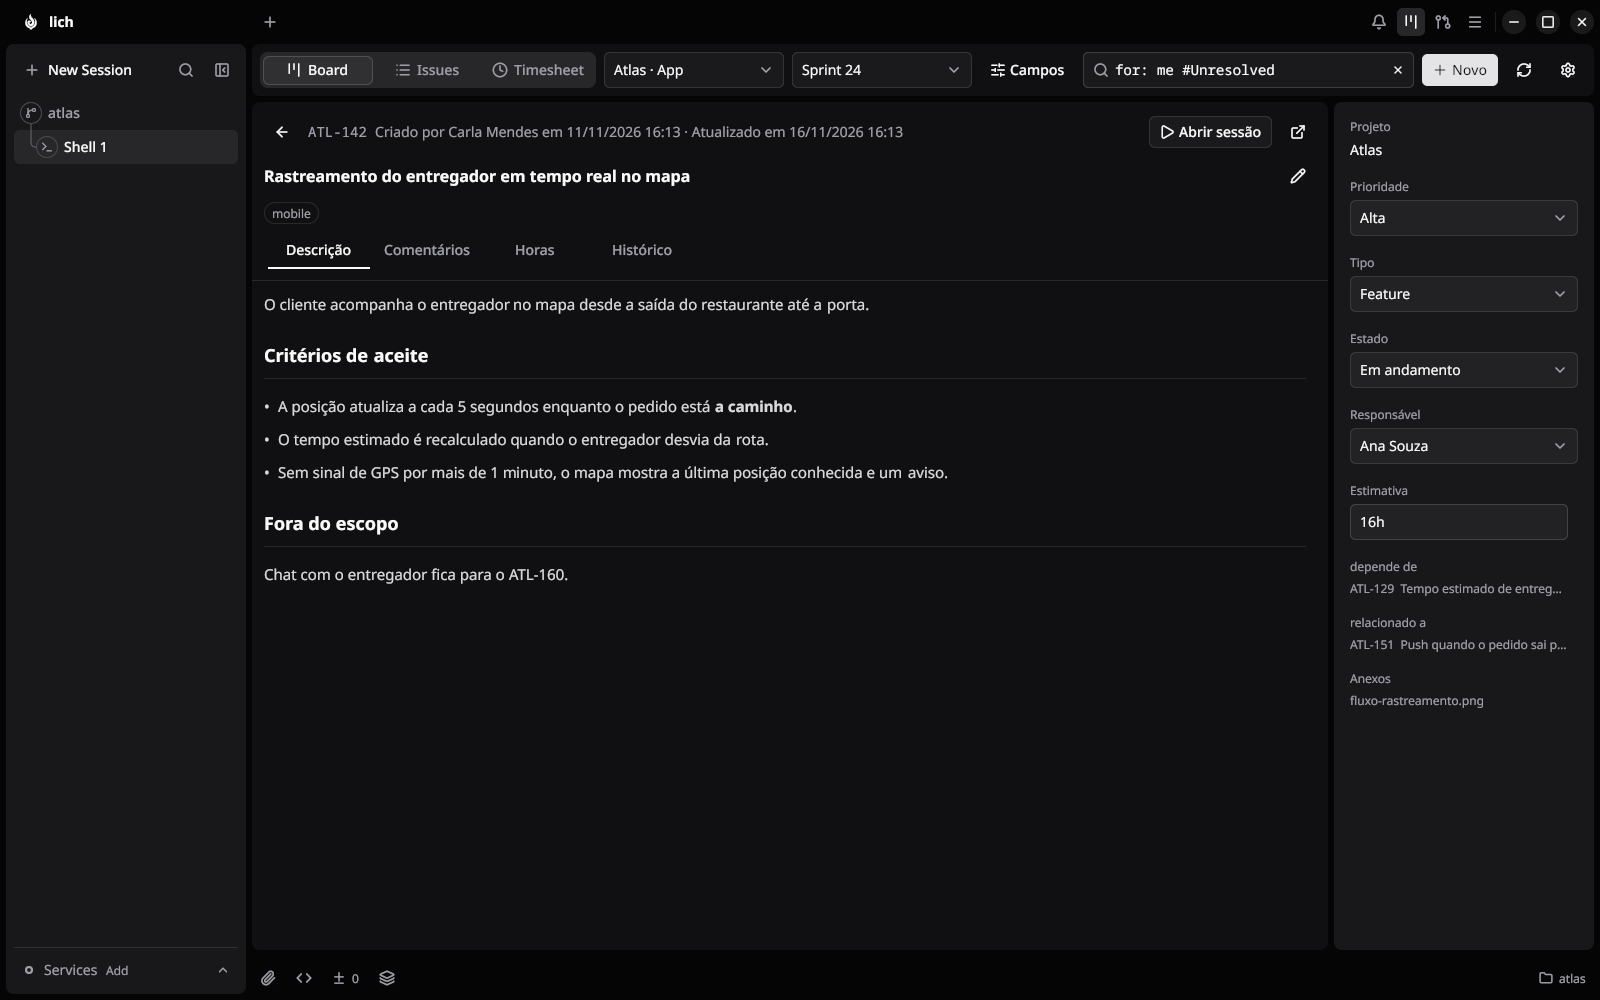 lich
New Session
atlas
Shell 1
Services Add
Board Issues Timesheet Atlas · App Sprint 24 Campos for: me #Unresolved Novo
ATL-142 Criado por Carla Mendes em 11/11/2026 16:13 · Atualizado em 16/11/2026 16:13 Abrir sessão
Rastreamento do entregador em tempo real no mapa
mobile
Descrição Comentários Horas Histórico
O cliente acompanha o entregador no mapa desde a saída do restaurante até a porta.
Critérios de aceite
• A posição atualiza a cada 5 segundos enquanto o pedido está a caminho.
• O tempo estimado é recalculado quando o entregador desvia da rota.
• Sem sinal de GPS por mais de 1 minuto, o mapa mostra a última posição conhecida e um aviso.
Fora do escopo
Chat com o entregador fica para o ATL-160.
Projeto
Atlas
Prioridade
Alta
Tipo
Feature
Estado
Em andamento
Responsável
Ana Souza
Estimativa
16h
depende de
ATL-129 Tempo estimado de entreg...
relacionado a
ATL-151 Push quando o pedido sai p...
Anexos
fluxo-rastreamento.png
± 0
atlas